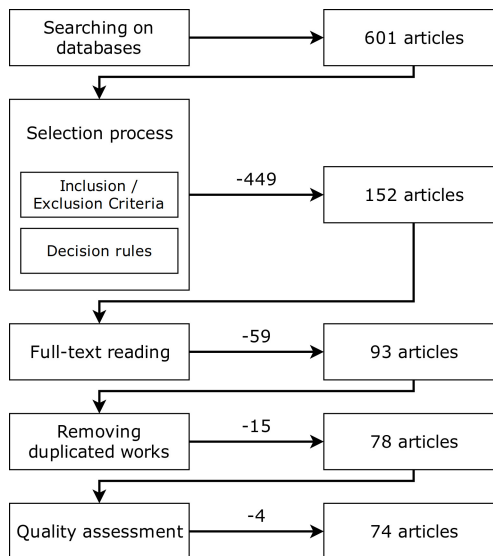 Searching on
databases
601 articles
Selection process
Inclusion /
Exclusion Criteria
Decision rules
-449
152 articles
Full-text reading
-59
93 articles
Removing
duplicated works
-15
78 articles
Quality assessment
-4
74 articles